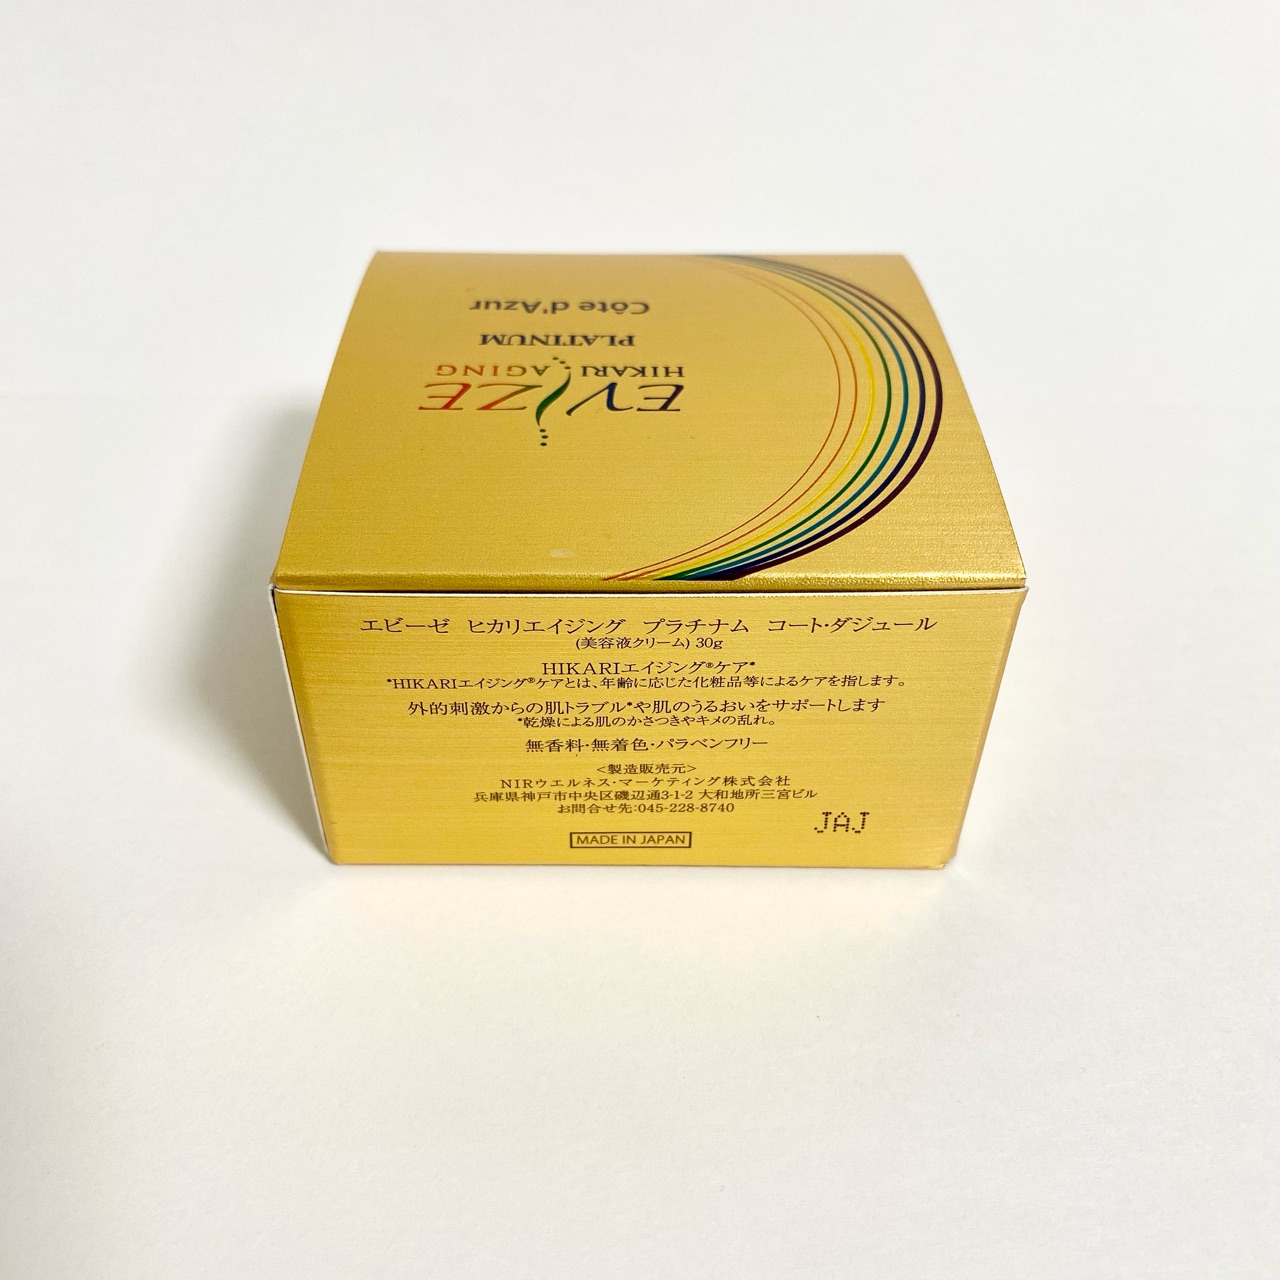 Côte d'Azur
PLATINUM
HIKARI AGING
EVIZE
エビーゼ ヒカリエイジング プラチナム コート・ダジュール
(美容液クリーム) 30g
HIKARIエイジング®ケア*
*HIKARIエイジング®ケアとは、年齢に応じた化粧品等によるケアを指します。
外的刺激からの肌トラブル*や肌のうるおいをサポートします
*乾燥による肌のかさつきやキメの乱れ。
無香料・無着色・パラベンフリー
<製造販売元>
NIRウエルネス・マーケティング株式会社
兵庫県神戸市中央区磯辺通3-1-2 大和地所三宮ビル
お問合せ先:045-228-8740
MADE IN JAPAN
JAJ